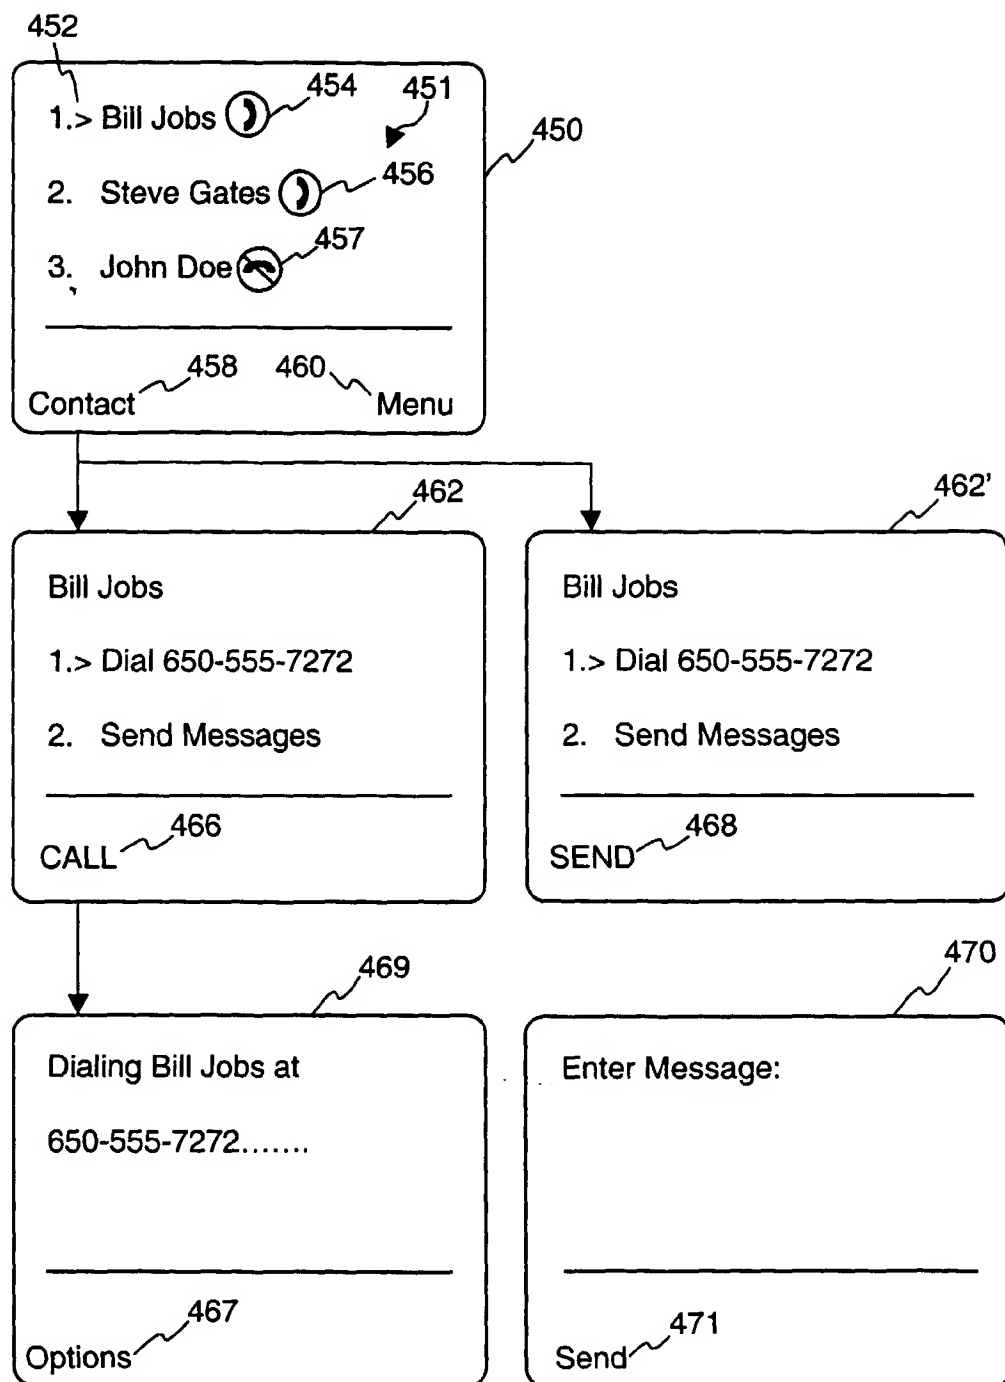 452
1.> Bill Jobs 454 451
450
2. Steve Gates 456
3. John Doe 457
458 460
Contact Menu
462 462'
Bill Jobs
1.> Dial 650-555-7272
2. Send Messages
466
CALL
Bill Jobs
1.> Dial 650-555-7272
2. Send Messages
468
SEND
469 470
Dialing Bill Jobs at
650-555-7272.......
467
Options
Enter Message:
471
Send